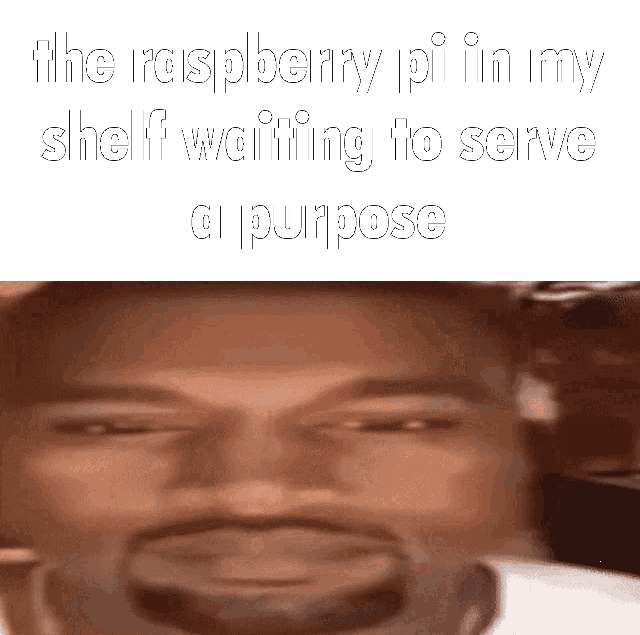 the raspberry pi in my
shelf waiting to serve
a purpose